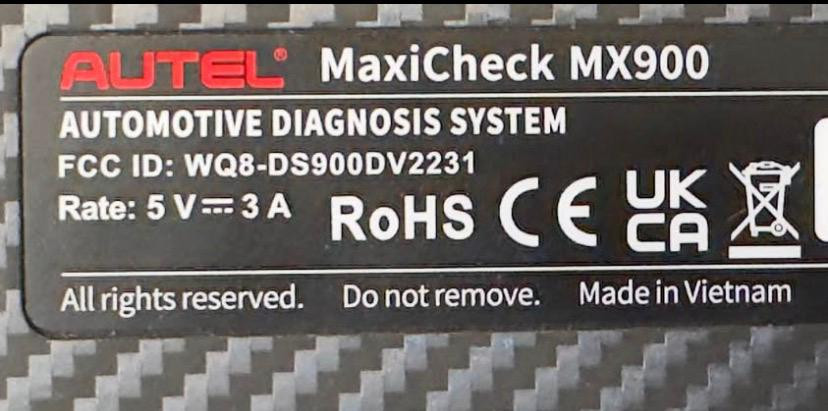 AUTEL® MaxiCheck MX900
AUTOMOTIVE DIAGNOSIS SYSTEM
FCC ID: WQ8-DS900DV2231
Rate: 5 V⎓3 A RoHS CE UK CA
All rights reserved. Do not remove. Made in Vietnam